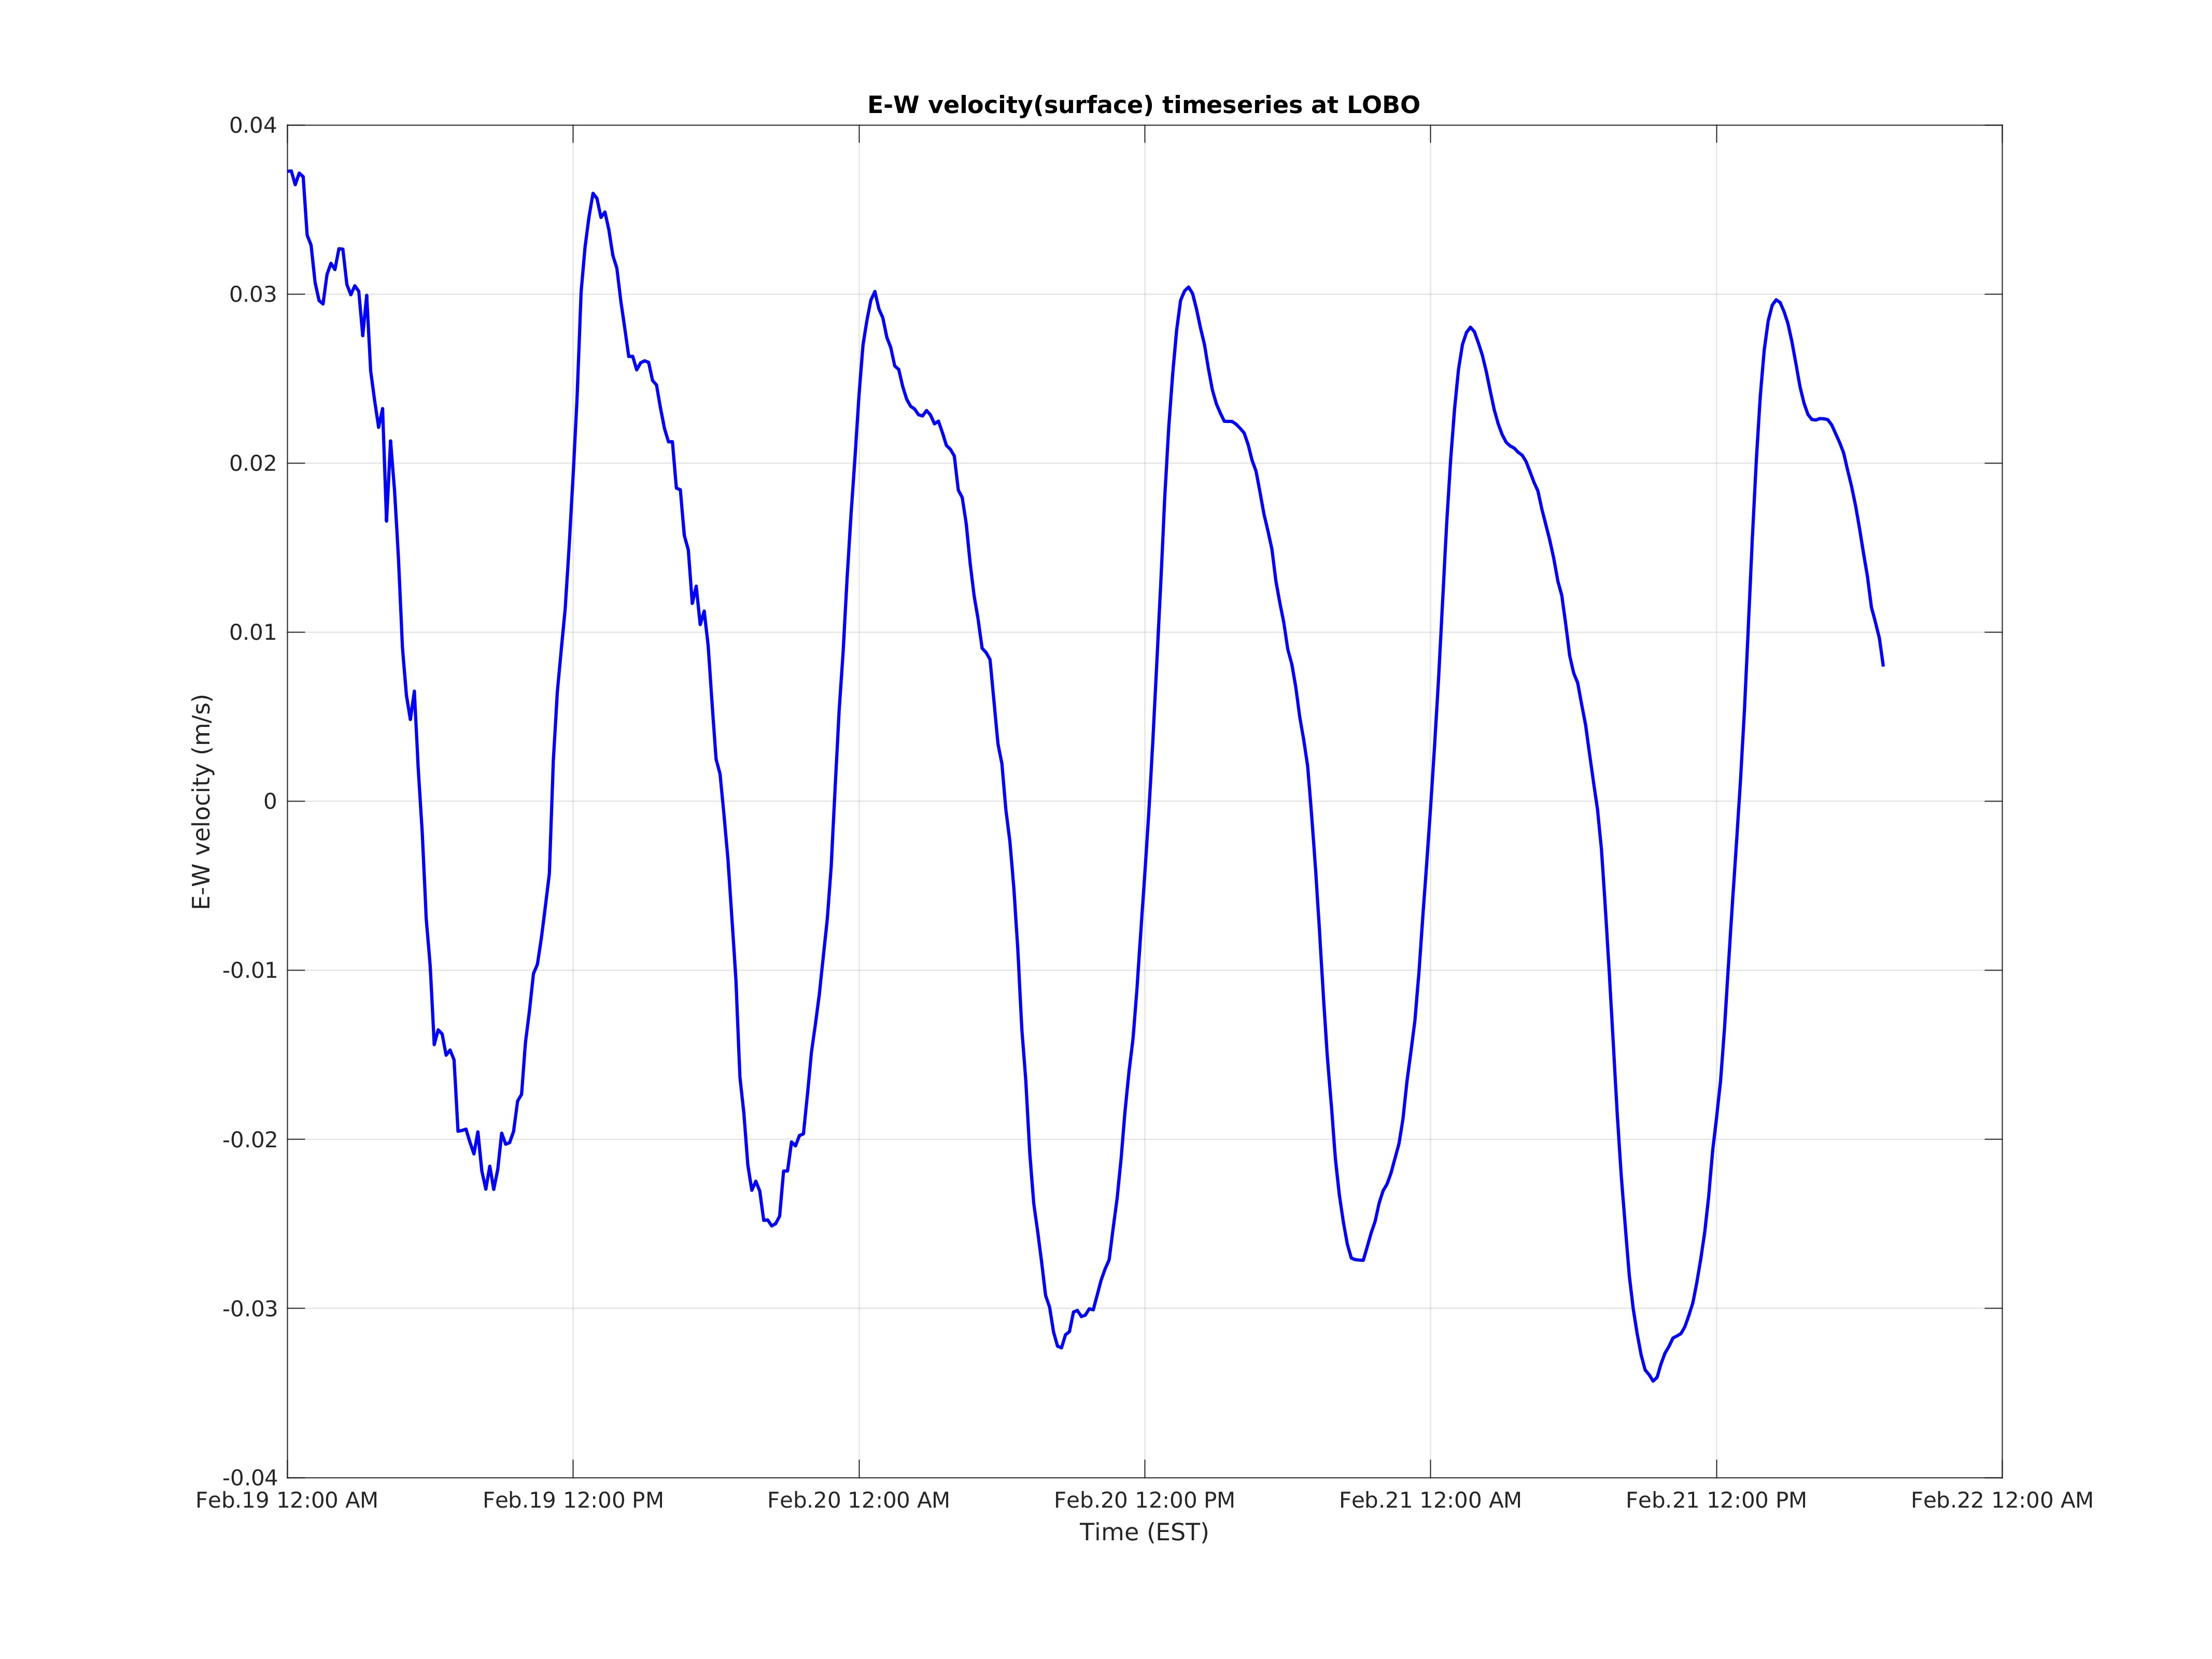 E-W velocity(surface) timeseries at LOBO
0.04
0.03
0.02
0.01
0
-0.01
-0.02
-0.03
-0.04
E-W velocity (m/s)
Feb.19 12:00 AM Feb.19 12:00 PM Feb.20 12:00 AM Feb.20 12:00 PM Feb.21 12:00 AM Feb.21 12:00 PM Feb.22 12:00 AM
Time (EST)